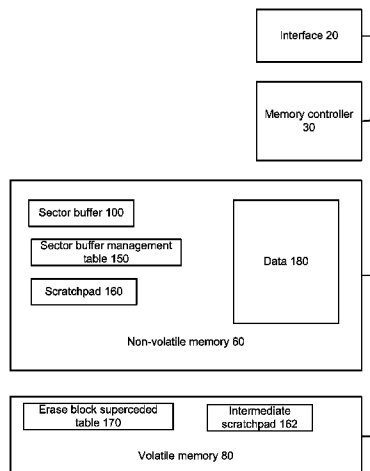 Interface 20
Memory controller
30
Sector buffer 100
Sector buffer management
table 150
Scratchpad 160
Data 180
Non-volatile memory 60
Erase block superceded
table 170
Intermediate
scratchpad 162
Volatile memory 80